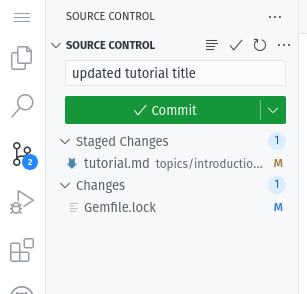 SOURCE CONTROL ...
SOURCE CONTROL ...
updated tutorial title
Commit
Staged Changes 1
2
tutorial.md topics/introductio... M
Changes 1
Gemfile.lock M